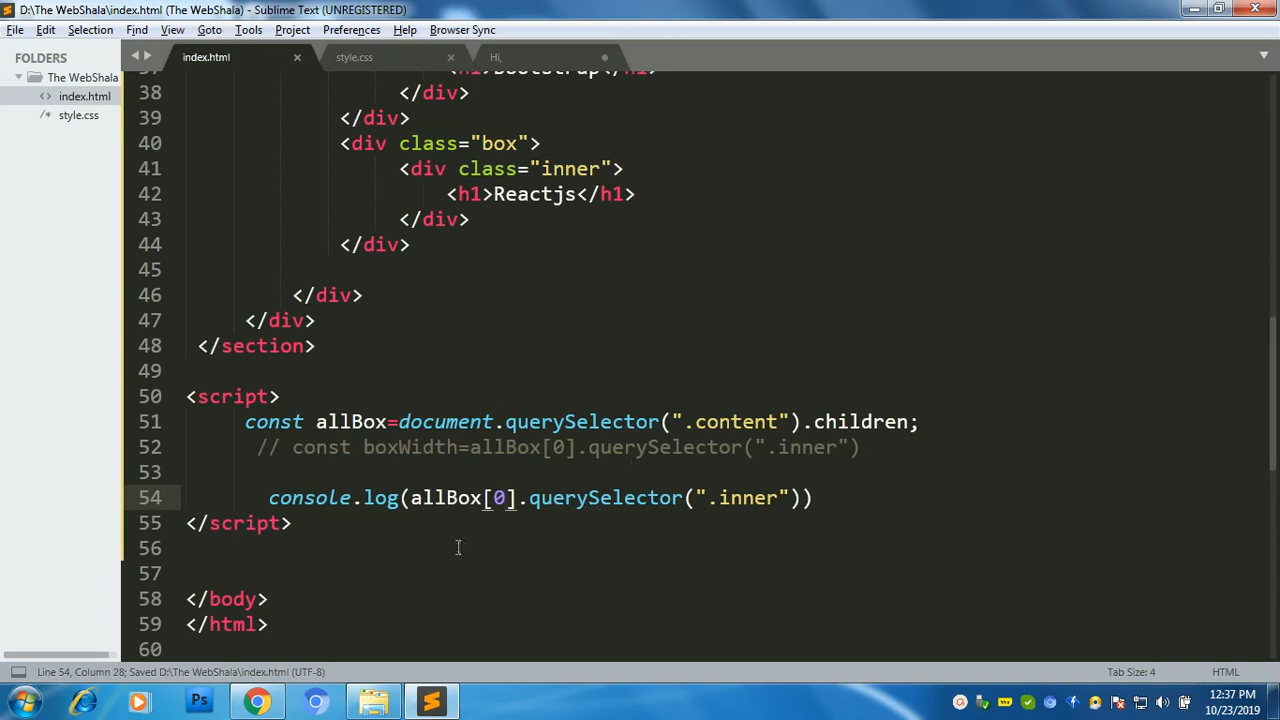 D:\The WebShala\index.html (The WebShala) - Sublime Text (UNREGISTERED)
File Edit Selection Find View Goto Tools Project Preferences Help Browser Sync
FOLDERS
The WebShala
<> index.html
/* style.css
index.html × style.css × Hi,
37 <h1>Bootstrap</h1>
38 </div>
39 </div>
40 <div class="box">
41 <div class="inner">
42 <h1>Reactjs</h1>
43 </div>
44 </div>
45
46 </div>
47 </div>
48 </section>
49
50 <script>
51 const allBox=document.querySelector(".content").children;
52 // const boxWidth=allBox[0].querySelector(".inner")
53
54 console.log(allBox[0].querySelector(".inner"))
55 </script>
56
57
58 </body>
59 </html>
60
Line 54, Column 28; Saved D:\The WebShala\index.html (UTF-8) Tab Size: 4 HTML
Ps
12:37 PM
10/23/2019